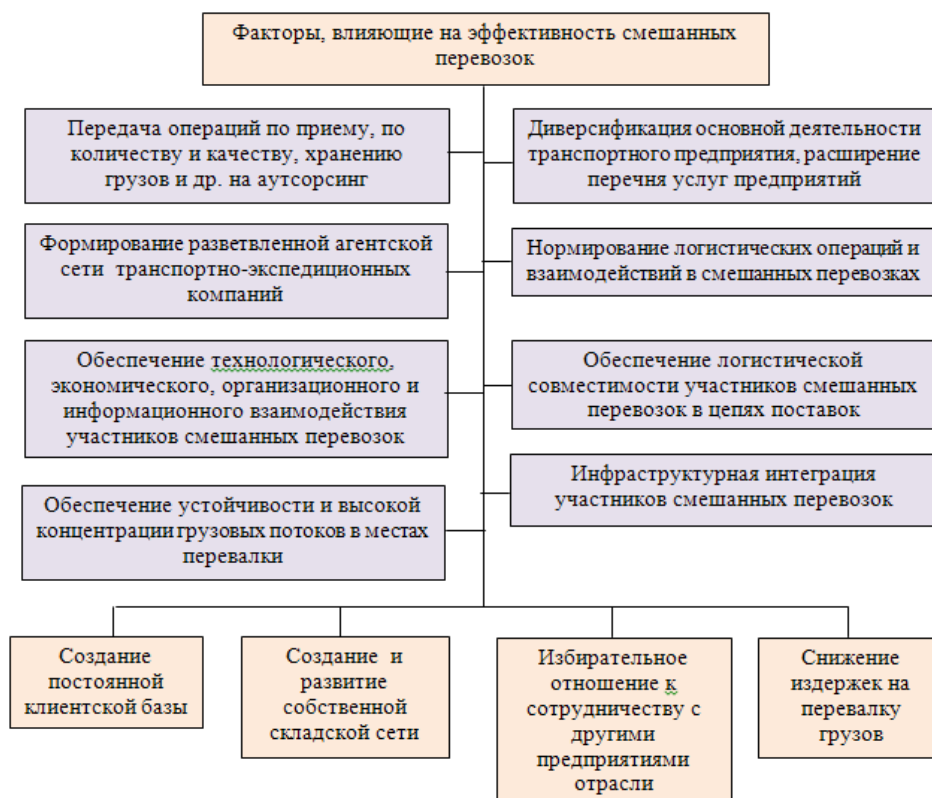 Факторы, влияющие на эффективность смешанных
перевозок
Передача операций по приему, по
количеству и качеству, хранению
грузов и др. на аутсорсинг
Диверсификация основной деятельности
транспортного предприятия, расширение
перечня услуг предприятий
Формирование разветвленной агентской
сети транспортно-экспедиционных
компаний
Нормирование логистических операций и
взаимодействий в смешанных перевозках
Обеспечение технологического,
экономического, организационного и
информационного взаимодействия
участников смешанных перевозок
Обеспечение логистической
совместимости участников смешанных
перевозок в цепях поставок
Инфраструктурная интеграция
участников смешанных перевозок
Обеспечение устойчивости и высокой
концентрации грузовых потоков в местах
перевалки
Создание
постоянной
клиентской базы
Создание и
развитие
собственной
складской сети
Избирательное
отношение к
сотрудничеству с
другими
предприятиями
отрасли
Снижение
издержек на
перевалку
грузов